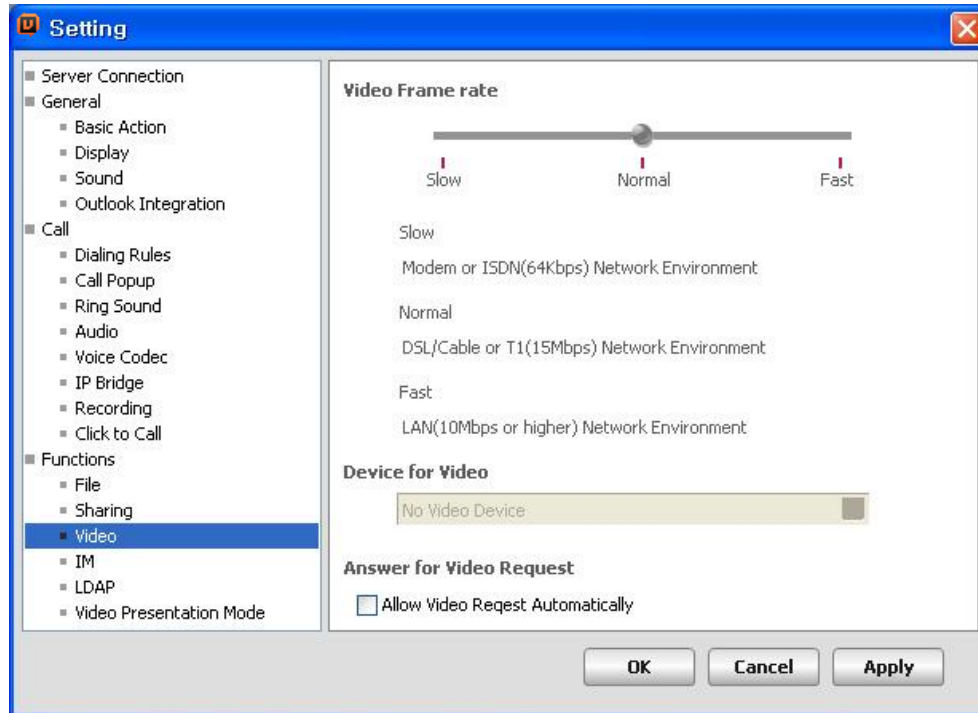 Setting
Server Connection
General
Basic Action
Display
Sound
Outlook Integration
Call
Dialing Rules
Call Popup
Ring Sound
Audio
Voice Codec
IP Bridge
Recording
Click to Call
Functions
File
Sharing
Video
IM
LDAP
Video Presentation Mode
Video Frame rate
Slow Normal Fast
Slow
Modem or ISDN(64Kbps) Network Environment
Normal
DSL/Cable or T1(15Mbps) Network Environment
Fast
LAN(10Mbps or higher) Network Environment
Device for Video
No Video Device
Answer for Video Request
Allow Video Reqest Automatically
OK Cancel Apply